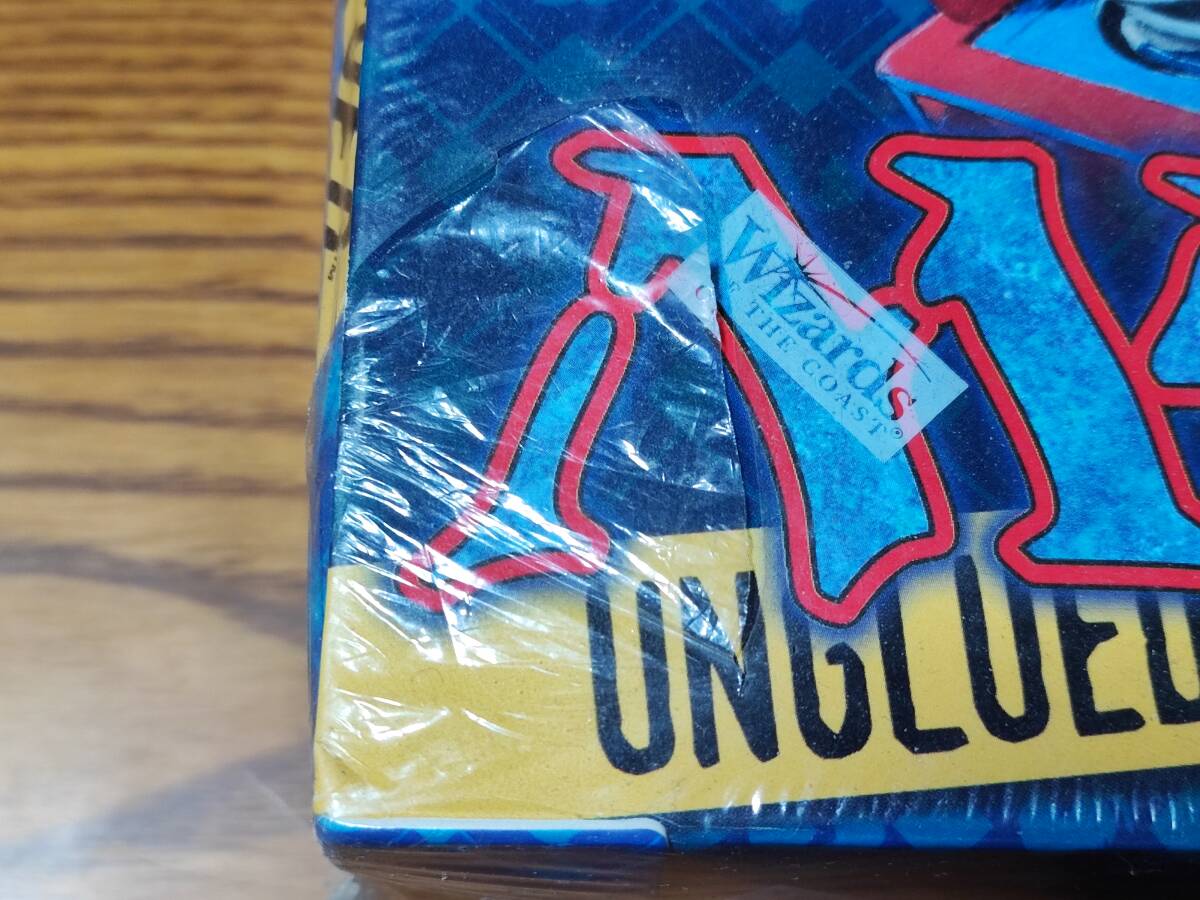 Wizards
OF THE COAST®
UNGLUED